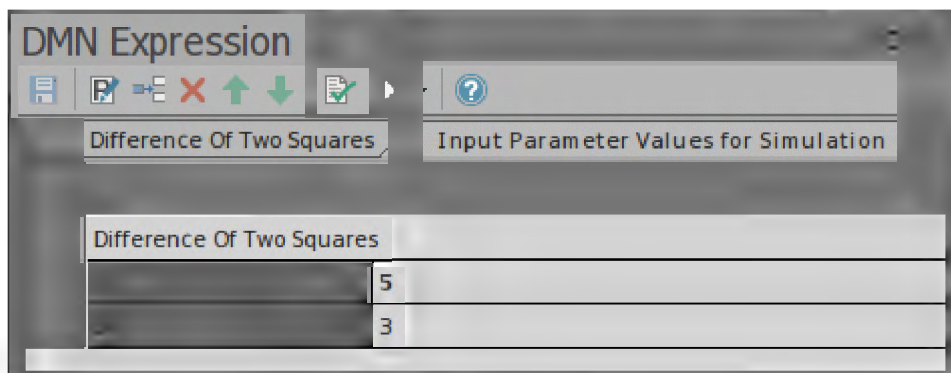 DMN Expression
Difference Of Two Squares Input Parameter Values for Simulation
Difference Of Two Squares
5
3